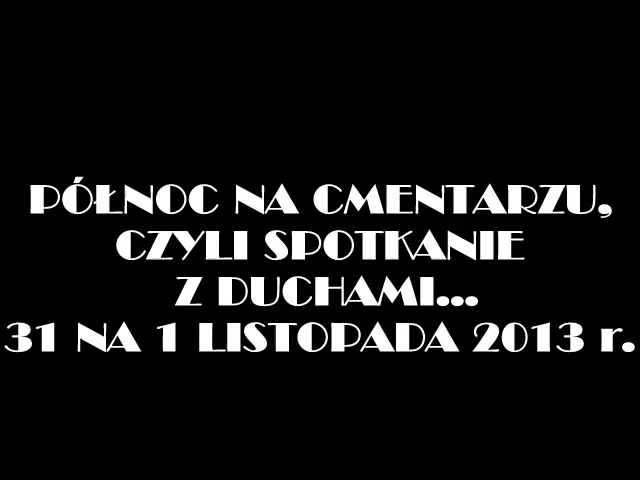 PÓŁNOC NA CMENTARZU,
CZYLI SPOTKANIE
Z DUCHAMI...
31 NA 1 LISTOPADA 2013 r.